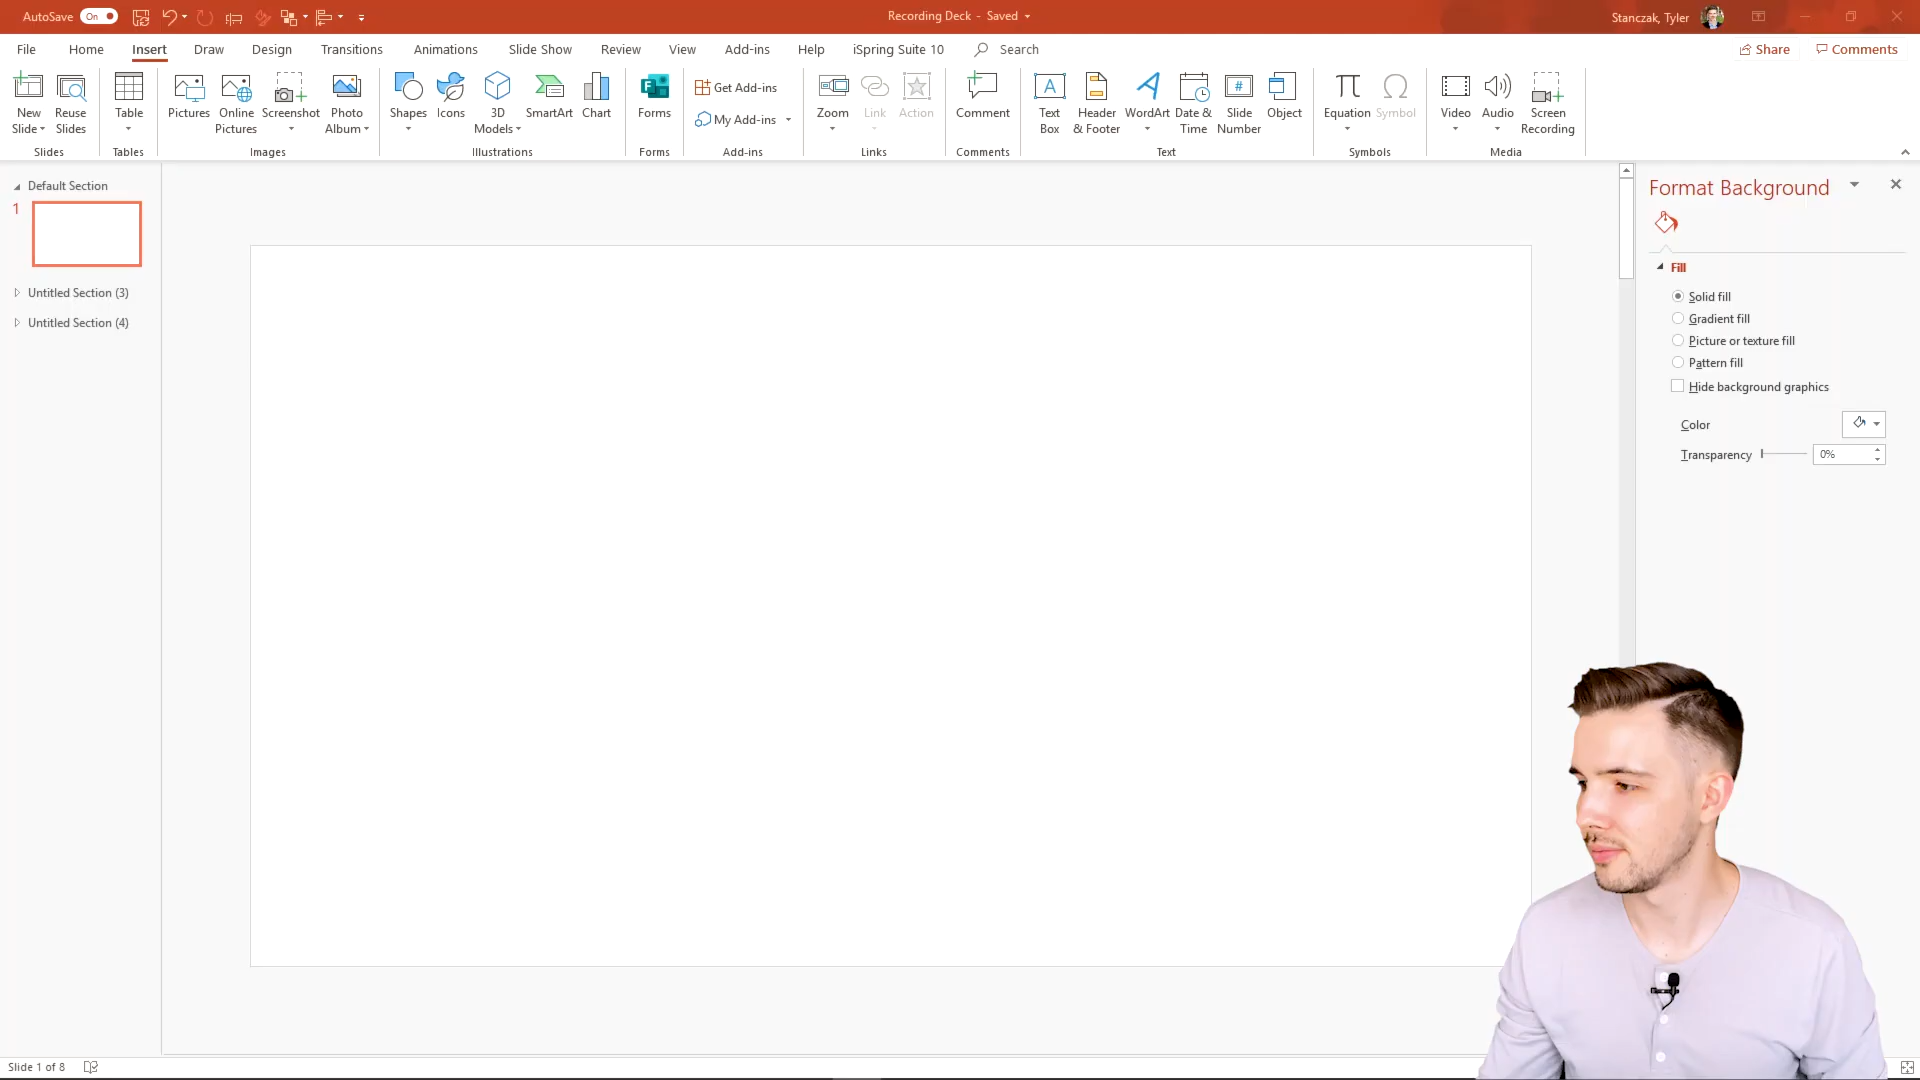 AutoSave On
Recording Deck - Saved
Stanczak, Tyler
File Home Insert Draw Design Transitions Animations Slide Show Review View Add-ins Help iSpring Suite 10 Search
Share Comments
New Slide
Reuse Slides
Slides
Table
Tables
Pictures
Online Pictures
Screenshot
Photo Album
Images
Shapes
Icons
3D Models
SmartArt
Chart
Illustrations
Forms
Forms
Get Add-ins
My Add-ins
Add-ins
Zoom
Link
Action
Links
Comment
Comments
Text Box
Header & Footer
WordArt
Date & Time
Slide Number
Object
Text
Equation
Symbol
Symbols
Video
Audio
Screen Recording
Media
Default Section
1
Untitled Section (3)
Untitled Section (4)
Format Background
Fill
Solid fill
Gradient fill
Picture or texture fill
Pattern fill
Hide background graphics
Color
Transparency 0%
Slide 1 of 8